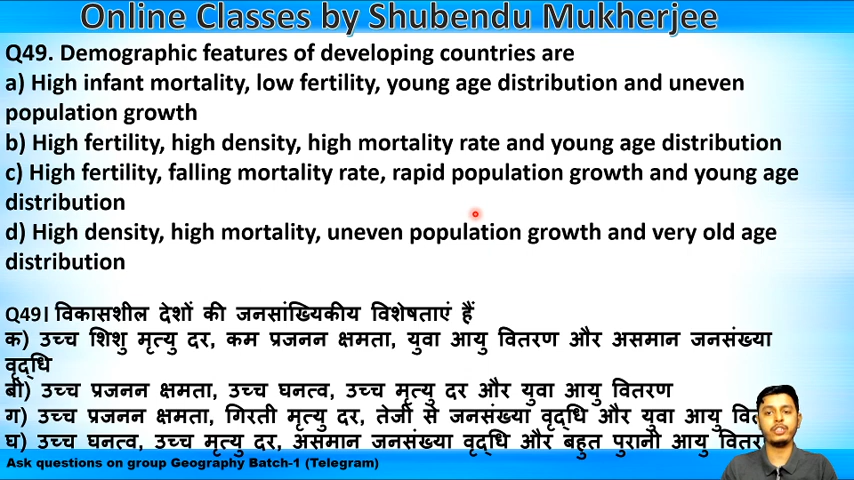 Online Classes by Shubendu Mukherjee
Q49. Demographic features of developing countries are
a) High infant mortality, low fertility, young age distribution and uneven
population growth
b) High fertility, high density, high mortality rate and young age distribution
c) High fertility, falling mortality rate, rapid population growth and young age
distribution
d) High density, high mortality, uneven population growth and very old age
distribution
Q49। विकासशील देशों की जनसांख्यिकीय विशेषताएं हैं
क) उच्च शिशु मृत्यु दर, कम प्रजनन क्षमता, युवा आयु वितरण और असमान जनसंख्या
वृद्धि
बी) उच्च प्रजनन क्षमता, उच्च घनत्व, उच्च मृत्यु दर और युवा आयु वितरण
ग) उच्च प्रजनन क्षमता, गिरती मृत्यु दर, तेजी से जनसंख्या वृद्धि और युवा आयु
घ) उच्च घनत्व, उच्च मृत्यु दर, असमान जनसंख्या वृद्धि और बहुत पुरानी आयु
Ask questions on group Geography Batch-1 (Telegram)